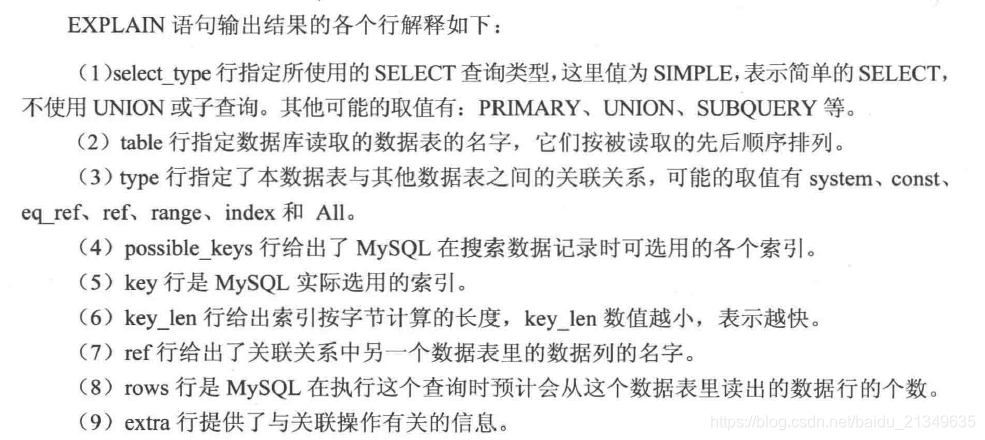 EXPLAIN 语句输出结果的各个行解释如下：
（1）select_type 行指定所使用的 SELECT 查询类型，这里值为 SIMPLE，表示简单的 SELECT，
不使用 UNION 或子查询。其他可能的取值有：PRIMARY、UNION、SUBQUERY 等。
（2）table 行指定数据库读取的数据表的名字，它们按被读取的先后顺序排列。
（3）type 行指定了本数据表与其他数据表之间的关联关系，可能的取值有 system、const、
eq_ref、ref、range、index 和 All。
（4）possible_keys 行给出了 MySQL 在搜索数据记录时可选用的各个索引。
（5）key 行是 MySQL 实际选用的索引。
（6）key_len 行给出索引按字节计算的长度，key_len 数值越小，表示越快。
（7）ref 行给出了关联关系中另一个数据表里的数据列的名字。
（8）rows 行是 MySQL 在执行这个查询时预计会从这个数据表里读出的数据行的个数。
（9）extra 行提供了与关联操作有关的信息。
https://blog.csdn.net/baidu_21349635